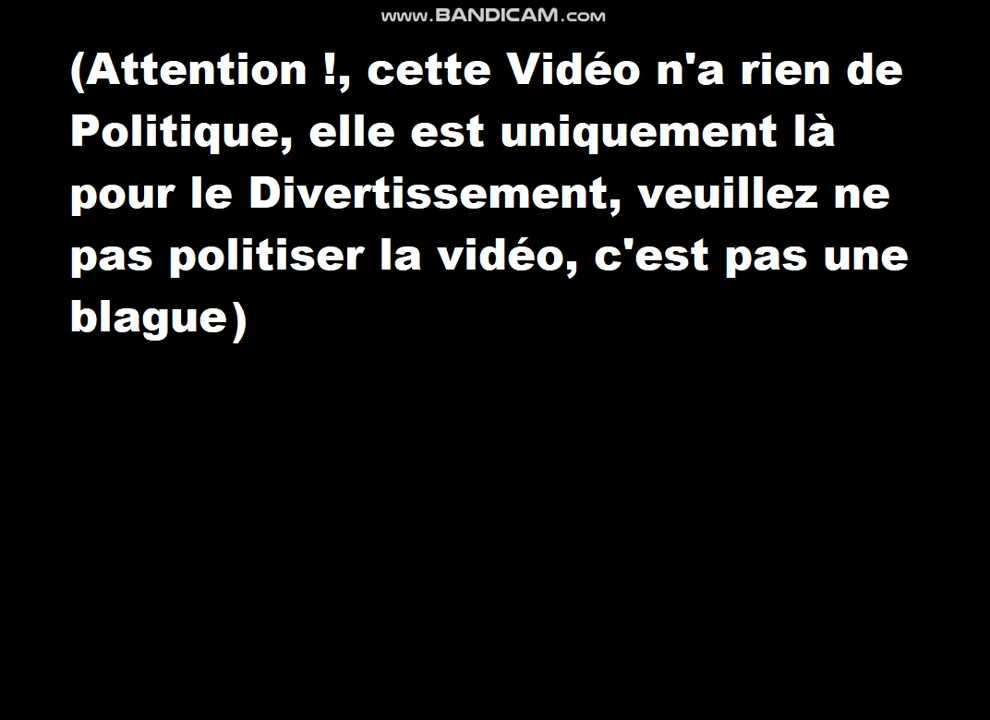 www.BANDICAM.com
(Attention !, cette Vidéo n'a rien de
Politique, elle est uniquement là
pour le Divertissement, veuillez ne
pas politiser la vidéo, c'est pas une
blague)